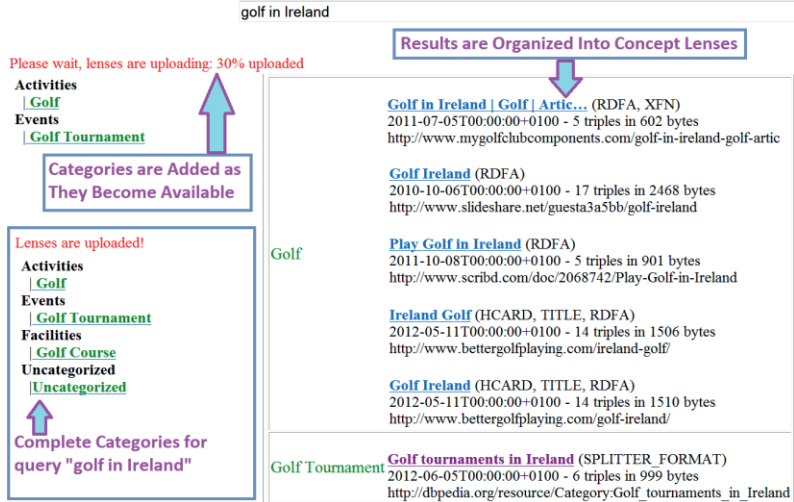 golf in Ireland
Results are Organized Into Concept Lenses
Please wait, lenses are uploading: 30% uploaded
Activities
| Golf
Events
| Golf Tournament
Categories are Added as
They Become Available
Lenses are uploaded!
Activities
| Golf
Events
| Golf Tournament
Facilities
| Golf Course
Uncategorized
|Uncategorized
Complete Categories for
query "golf in Ireland"
Golf
Golf in Ireland | Golf | Artic... (RDFA, XFN)
2011-07-05T00:00:00+0100 - 5 triples in 602 bytes
http://www.mygolfclubcomponents.com/golf-in-ireland-golf-artic
Golf Ireland (RDFA)
2010-10-06T00:00:00+0100 - 17 triples in 2468 bytes
http://www.slideshare.net/guesta3a5bb/golf-ireland
Play Golf in Ireland (RDFA)
2011-10-08T00:00:00+0100 - 5 triples in 901 bytes
http://www.scribd.com/doc/2068742/Play-Golf-in-Ireland
Ireland Golf (HCARD, TITLE, RDFA)
2012-05-11T00:00:00+0100 - 14 triples in 1506 bytes
http://www.bettergolfplaying.com/ireland-golf/
Golf Ireland (HCARD, TITLE, RDFA)
2012-05-11T00:00:00+0100 - 14 triples in 1510 bytes
http://www.bettergolfplaying.com/golf-ireland/
Golf Tournament
Golf tournaments in Ireland (SPLITTER_FORMAT)
2012-06-05T00:00:00+0100 - 6 triples in 999 bytes
http://dbpedia.org/resource/Category:Golf_tournaments_in_Ireland